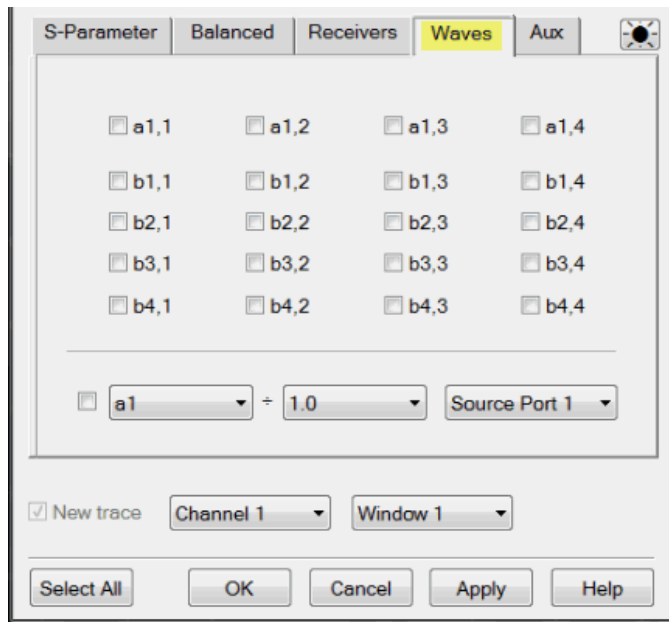 S-Parameter Balanced Receivers Waves Aux
a1,1 a1,2 a1,3 a1,4
b1,1 b1,2 b1,3 b1,4
b2,1 b2,2 b2,3 b2,4
b3,1 b3,2 b3,3 b3,4
b4,1 b4,2 b4,3 b4,4
a1 ÷ 1.0 Source Port 1
New trace Channel 1 Window 1
Select All OK Cancel Apply Help